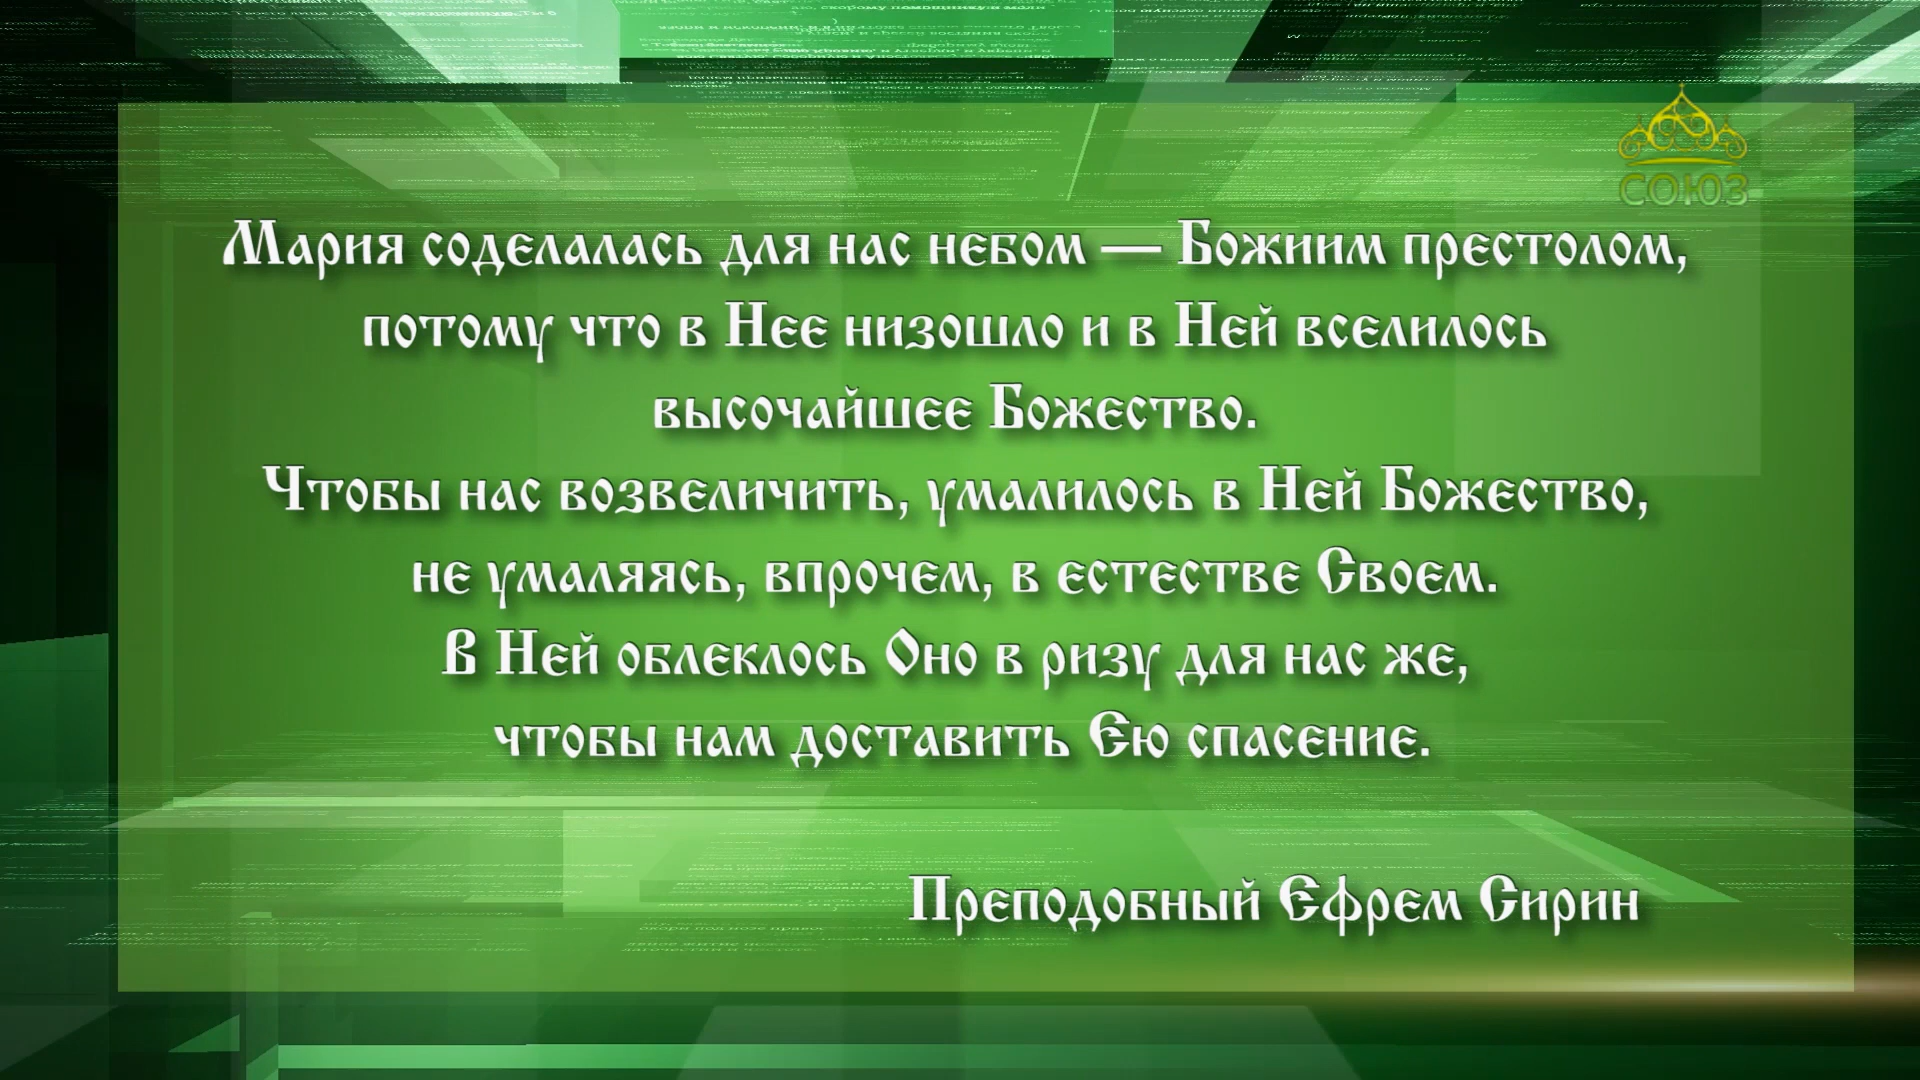 СОЮЗ
Мария соделалась для нас небом — Божиим престолом,
потому что в Нее низошло и в Ней вселилось
высочайшее Божество.
Чтобы нас возвеличить, умалилось в Ней Божество,
не умаляясь, впрочем, в естестве Своем.
В Ней облеклось Оно в ризу для нас же,
чтобы нам доставить Ею спасение.
Преподобный Ефрем Сирин